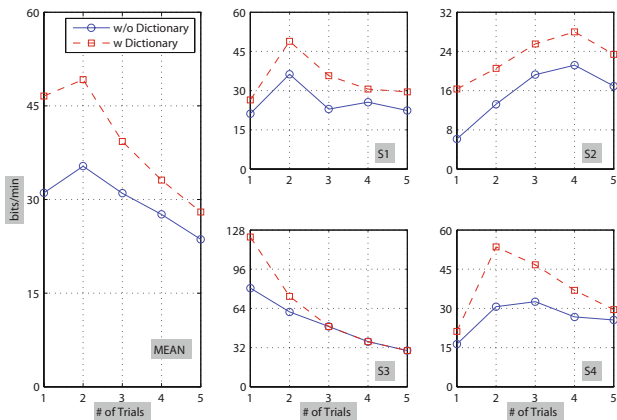 bits/min
60
45
30
15
0
w/o Dictionary
w Dictionary
MEAN
1 2 3 4 5
# of Trials
60
45
30
15
0
S1
1 2 3 4 5
32
24
16
8
0
S2
1 2 3 4 5
128
96
64
32
0
S3
1 2 3 4 5
# of Trials
60
45
30
15
0
S4
1 2 3 4 5
# of Trials